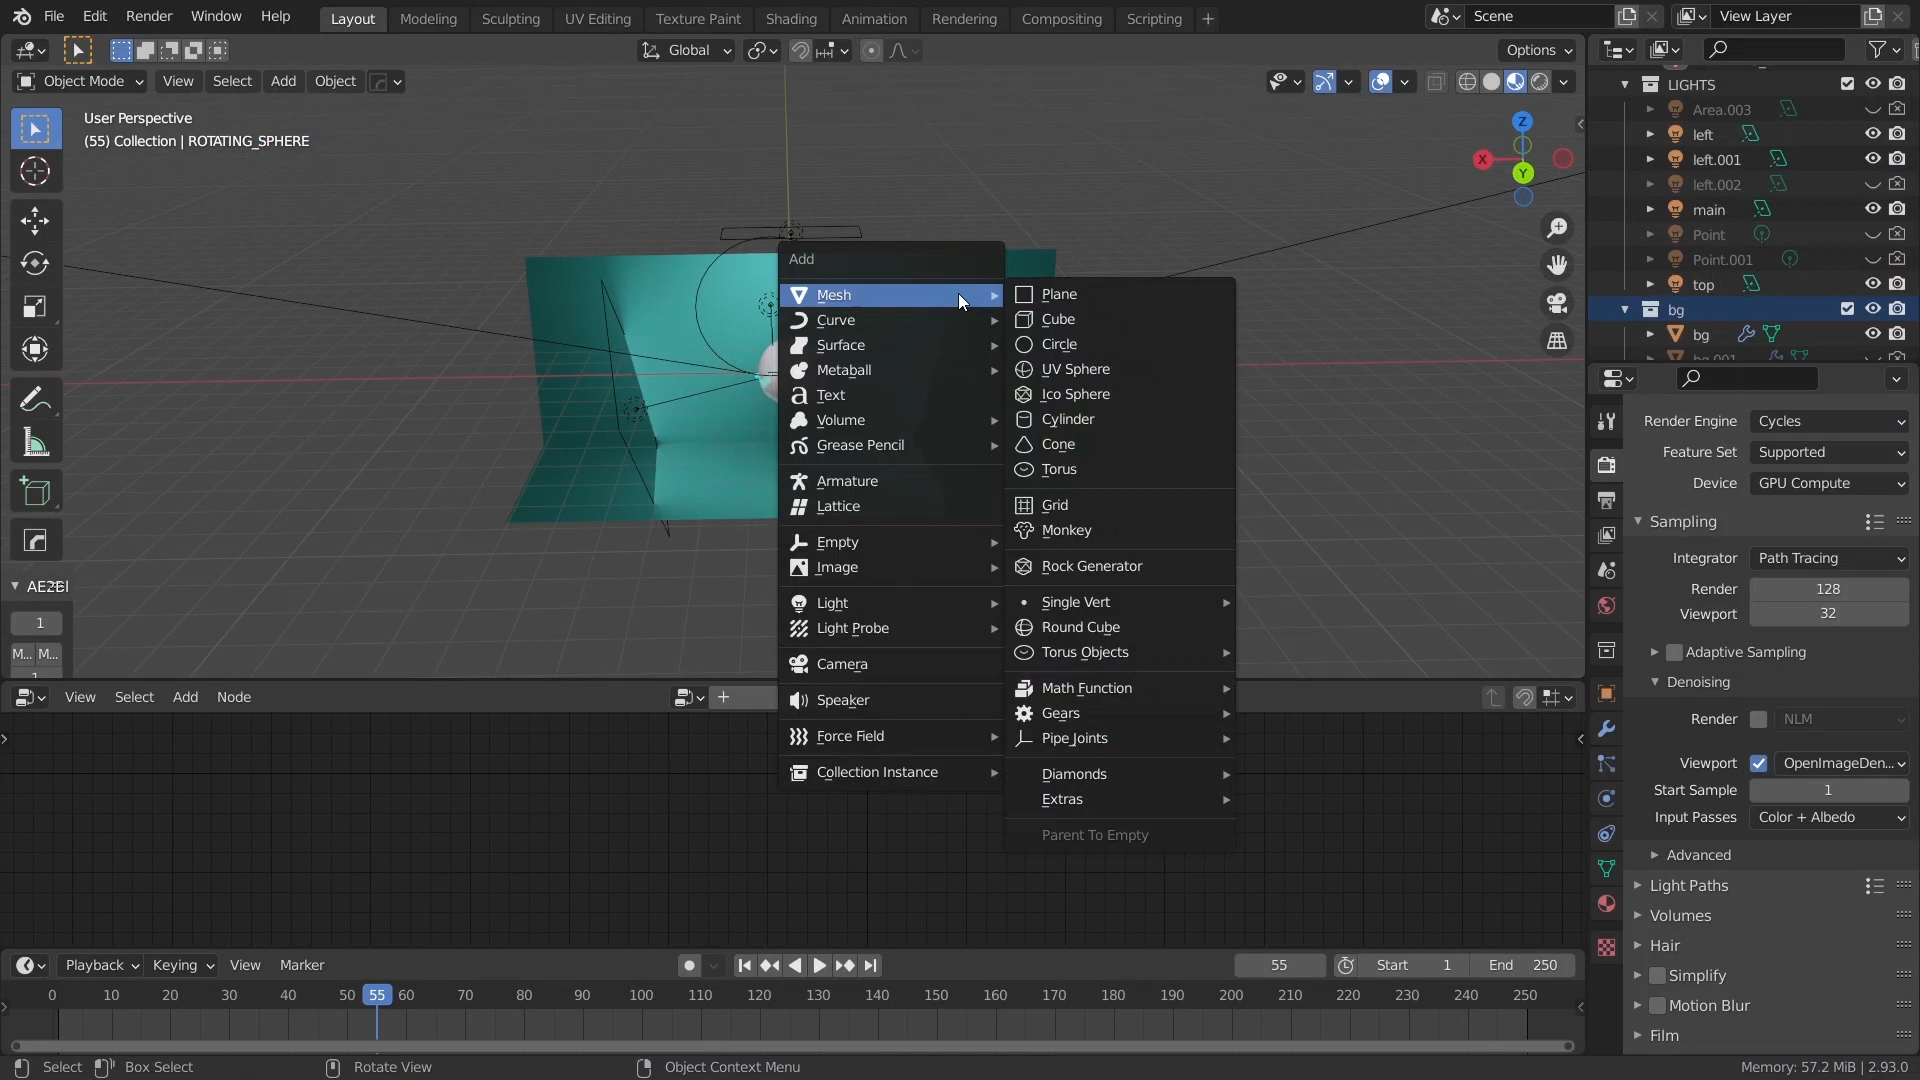 File Edit Render Window Help Layout Modeling Sculpting UV Editing Texture Paint Shading Animation Rendering Compositing Scripting Scene View Layer
Global Options
Object Mode View Select Add Object
User Perspective
(55) Collection | ROTATING_SPHERE
Z
X
Y
Add
Mesh
Curve
Surface
Metaball
Text
Volume
Grease Pencil
Armature
Lattice
Empty
Image
Light
Light Probe
Camera
Speaker
Force Field
Collection Instance
Plane
Cube
Circle
UV Sphere
Ico Sphere
Cylinder
Cone
Torus
Grid
Monkey
Rock Generator
Single Vert
Round Cube
Torus Objects
Math Function
Gears
Pipe Joints
Diamonds
Extras
Parent To Empty
1
M... M...
View Select Add Node
LIGHTS
Area.003
left
left.001
left.002
main
Point
Point.001
top
bg
bg
bg.001
Render Engine Cycles
Feature Set Supported
Device GPU Compute
Sampling
Integrator Path Tracing
Render 128
Viewport 32
Adaptive Sampling
Denoising
Render NLM
Viewport OpenImageDen...
Start Sample 1
Input Passes Color + Albedo
Advanced
Light Paths
Volumes
Hair
Simplify
Motion Blur
Film
Playback Keying View Marker 55 Start 1 End 250
0 10 20 30 40 50 55 60 70 80 90 100 110 120 130 140 150 160 170 180 190 200 210 220 230 240 250
Select Box Select Rotate View Object Context Menu Memory: 57.2 MiB | 2.93.0